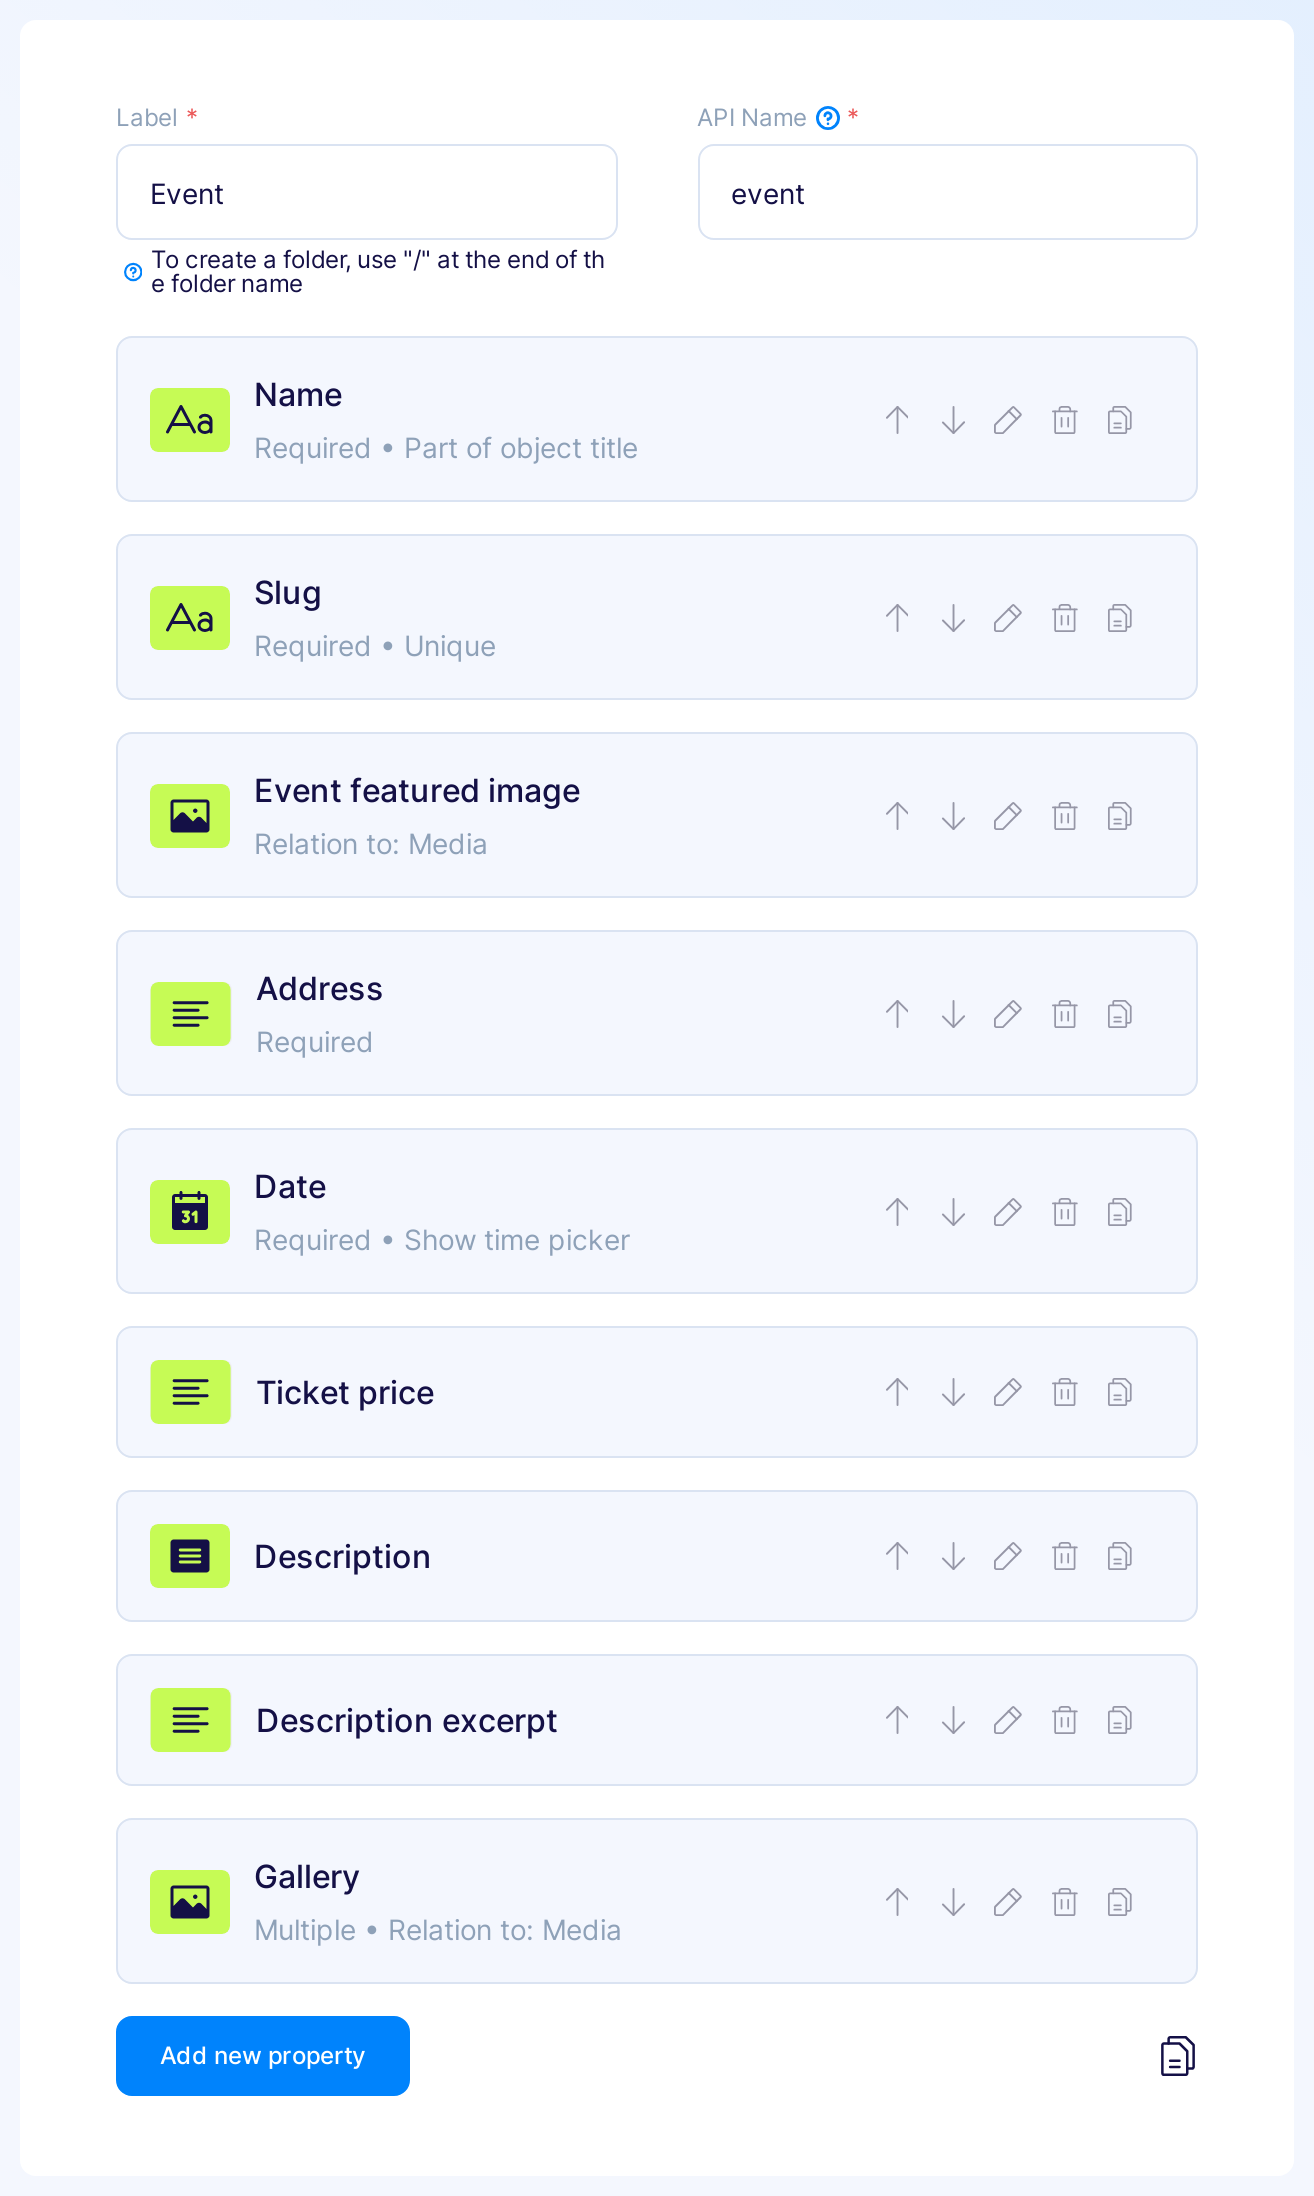 Label *
API Name *
Event
event
To create a folder, use "/" at the end of th
e folder name
Aa
Name
Required • Part of object title
Aa
Slug
Required • Unique
Event featured image
Relation to: Media
Address
Required
31
Date
Required • Show time picker
Ticket price
Description
Description excerpt
Gallery
Multiple • Relation to: Media
Add new property